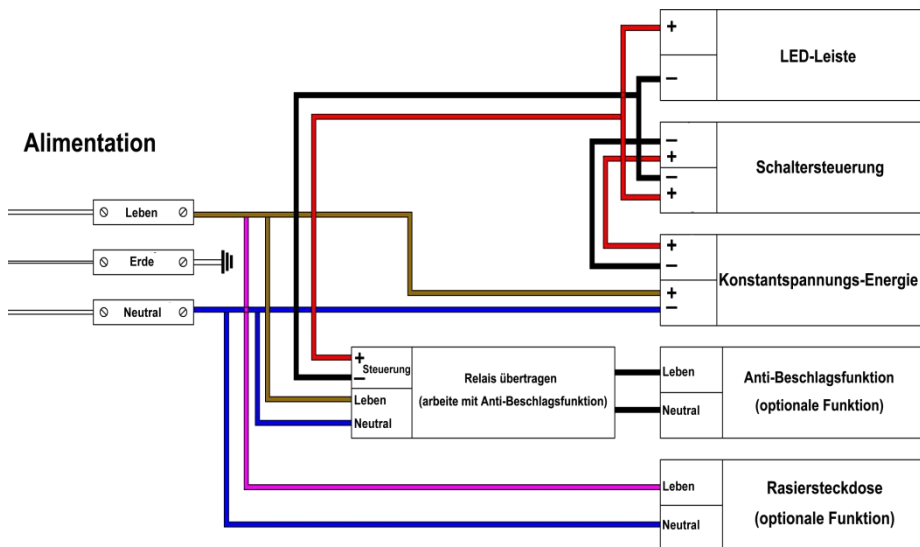 Alimentation
Leben
Erde
Neutral
+
−
LED-Leiste
−
+
−
+
Schaltersteuerung
+
−
+
−
Konstantspannungs-Energie
+
Steuerung
−
Leben
Neutral
Relais übertragen
(arbeite mit Anti-Beschlagsfunktion)
Leben
Neutral
Anti-Beschlagsfunktion
(optionale Funktion)
Leben
Neutral
Rasiersteckdose
(optionale Funktion)